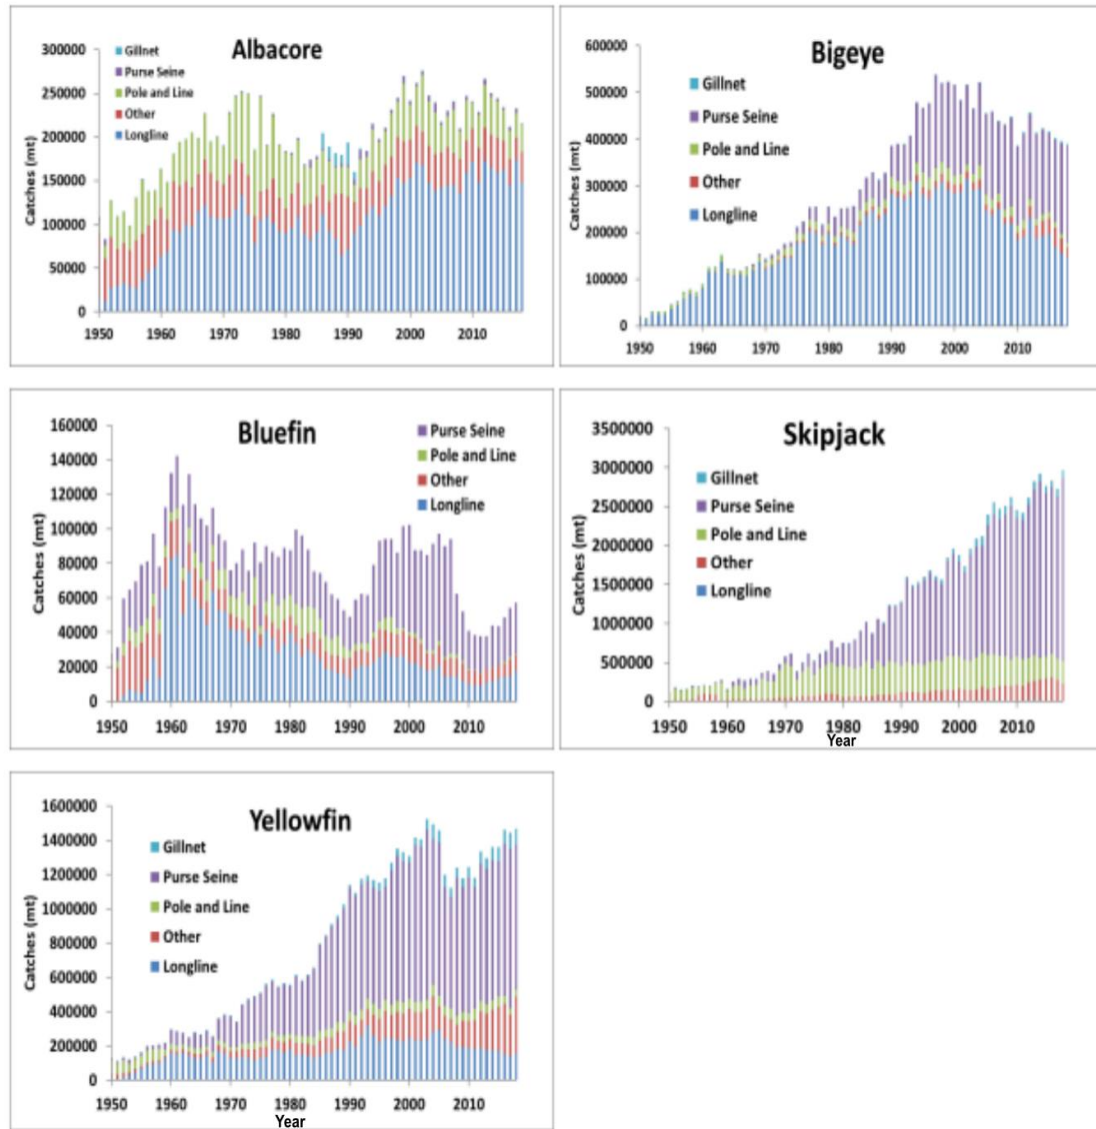 Albacore
Gillnet
Purse Seine
Pole and Line
Other
Longline
Catches (mt)
300000
250000
200000
150000
100000
50000
0
1950 1960 1970 1980 1990 2000 2010
Bigeye
Gillnet
Purse Seine
Pole and Line
Other
Longline
Catches (mt)
600000
500000
400000
300000
200000
100000
0
1950 1960 1970 1980 1990 2000 2010
Bluefin
Purse Seine
Pole and Line
Other
Longline
Catches (mt)
160000
140000
120000
100000
80000
60000
40000
20000
0
1950 1960 1970 1980 1990 2000 2010
Skipjack
Gillnet
Purse Seine
Pole and Line
Other
Longline
Catches (mt)
3500000
3000000
2500000
2000000
1500000
1000000
500000
0
1950 1960 1970 1980 1990 2000 2010
Year
Yellowfin
Gillnet
Purse Seine
Pole and Line
Other
Longline
Catches (mt)
1600000
1400000
1200000
1000000
800000
600000
400000
200000
0
1950 1960 1970 1980 1990 2000 2010
Year